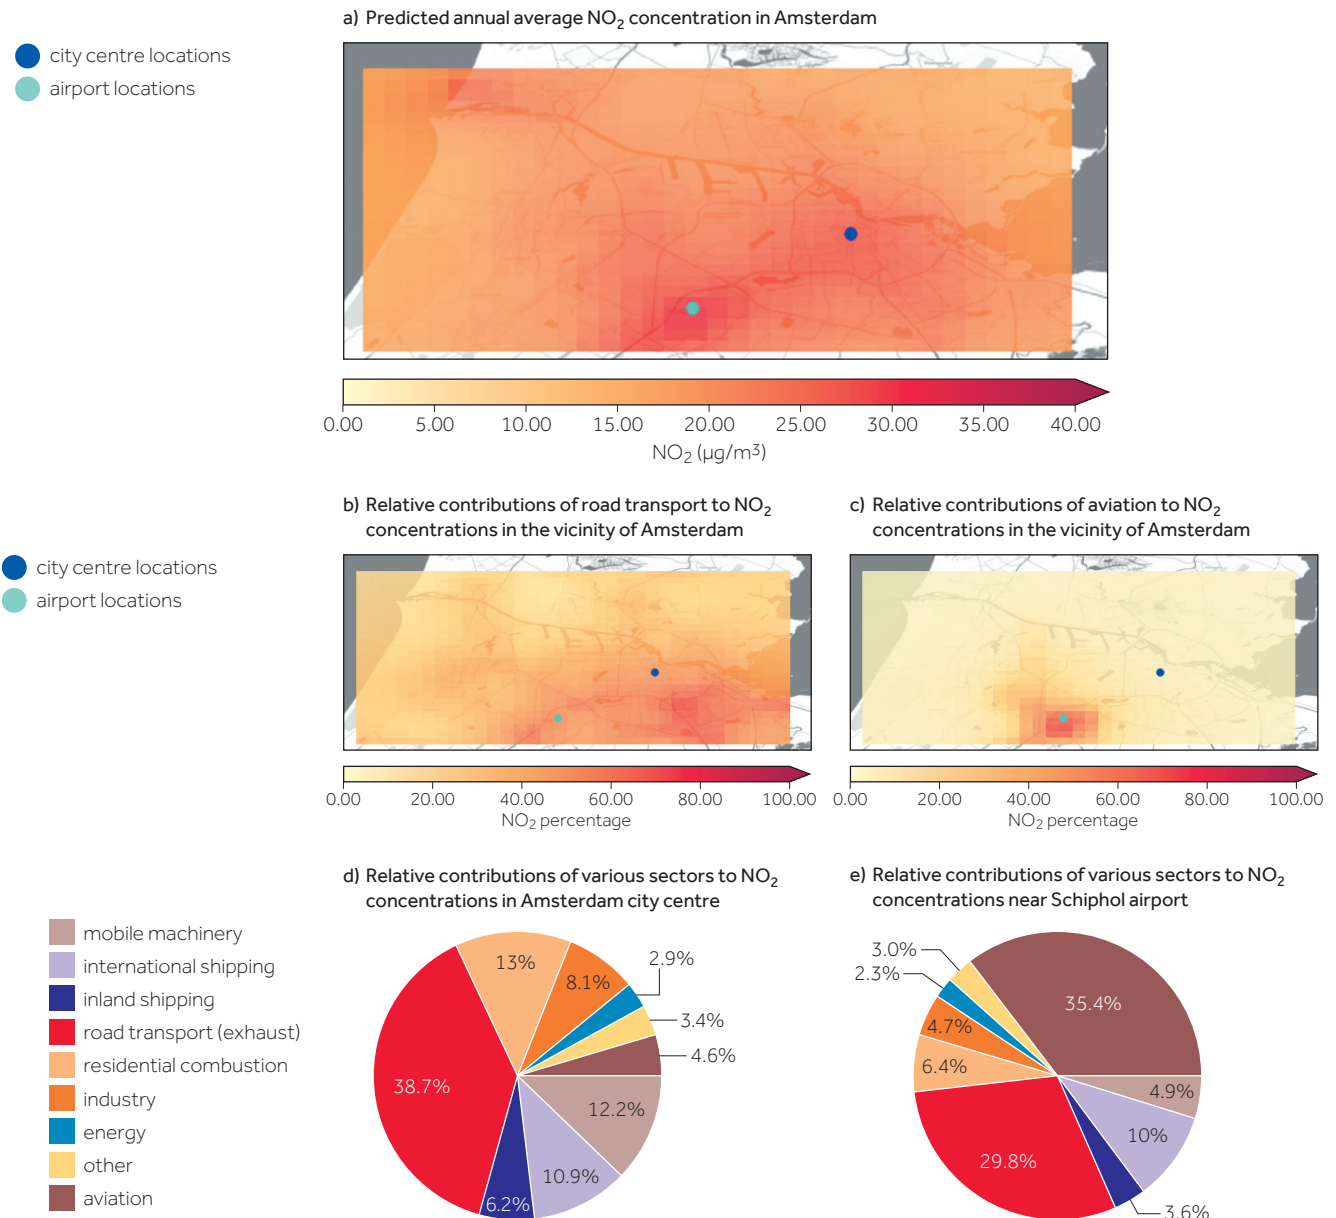 a) Predicted annual average NO₂ concentration in Amsterdam
city centre locations
airport locations
0.00 5.00 10.00 15.00 20.00 25.00 30.00 35.00 40.00
NO₂ (µg/m³)
b) Relative contributions of road transport to NO₂
concentrations in the vicinity of Amsterdam
c) Relative contributions of aviation to NO₂
concentrations in the vicinity of Amsterdam
city centre locations
airport locations
0.00 20.00 40.00 60.00 80.00 100.00
NO₂ percentage
0.00 20.00 40.00 60.00 80.00 100.00
NO₂ percentage
d) Relative contributions of various sectors to NO₂
concentrations in Amsterdam city centre
e) Relative contributions of various sectors to NO₂
concentrations near Schiphol airport
mobile machinery
international shipping
inland shipping
road transport (exhaust)
residential combustion
industry
energy
other
aviation
13%
8.1%
2.9%
3.4%
4.6%
12.2%
10.9%
6.2%
38.7%
3.0%
2.3%
4.7%
6.4%
29.8%
35.4%
4.9%
10%
3.6%